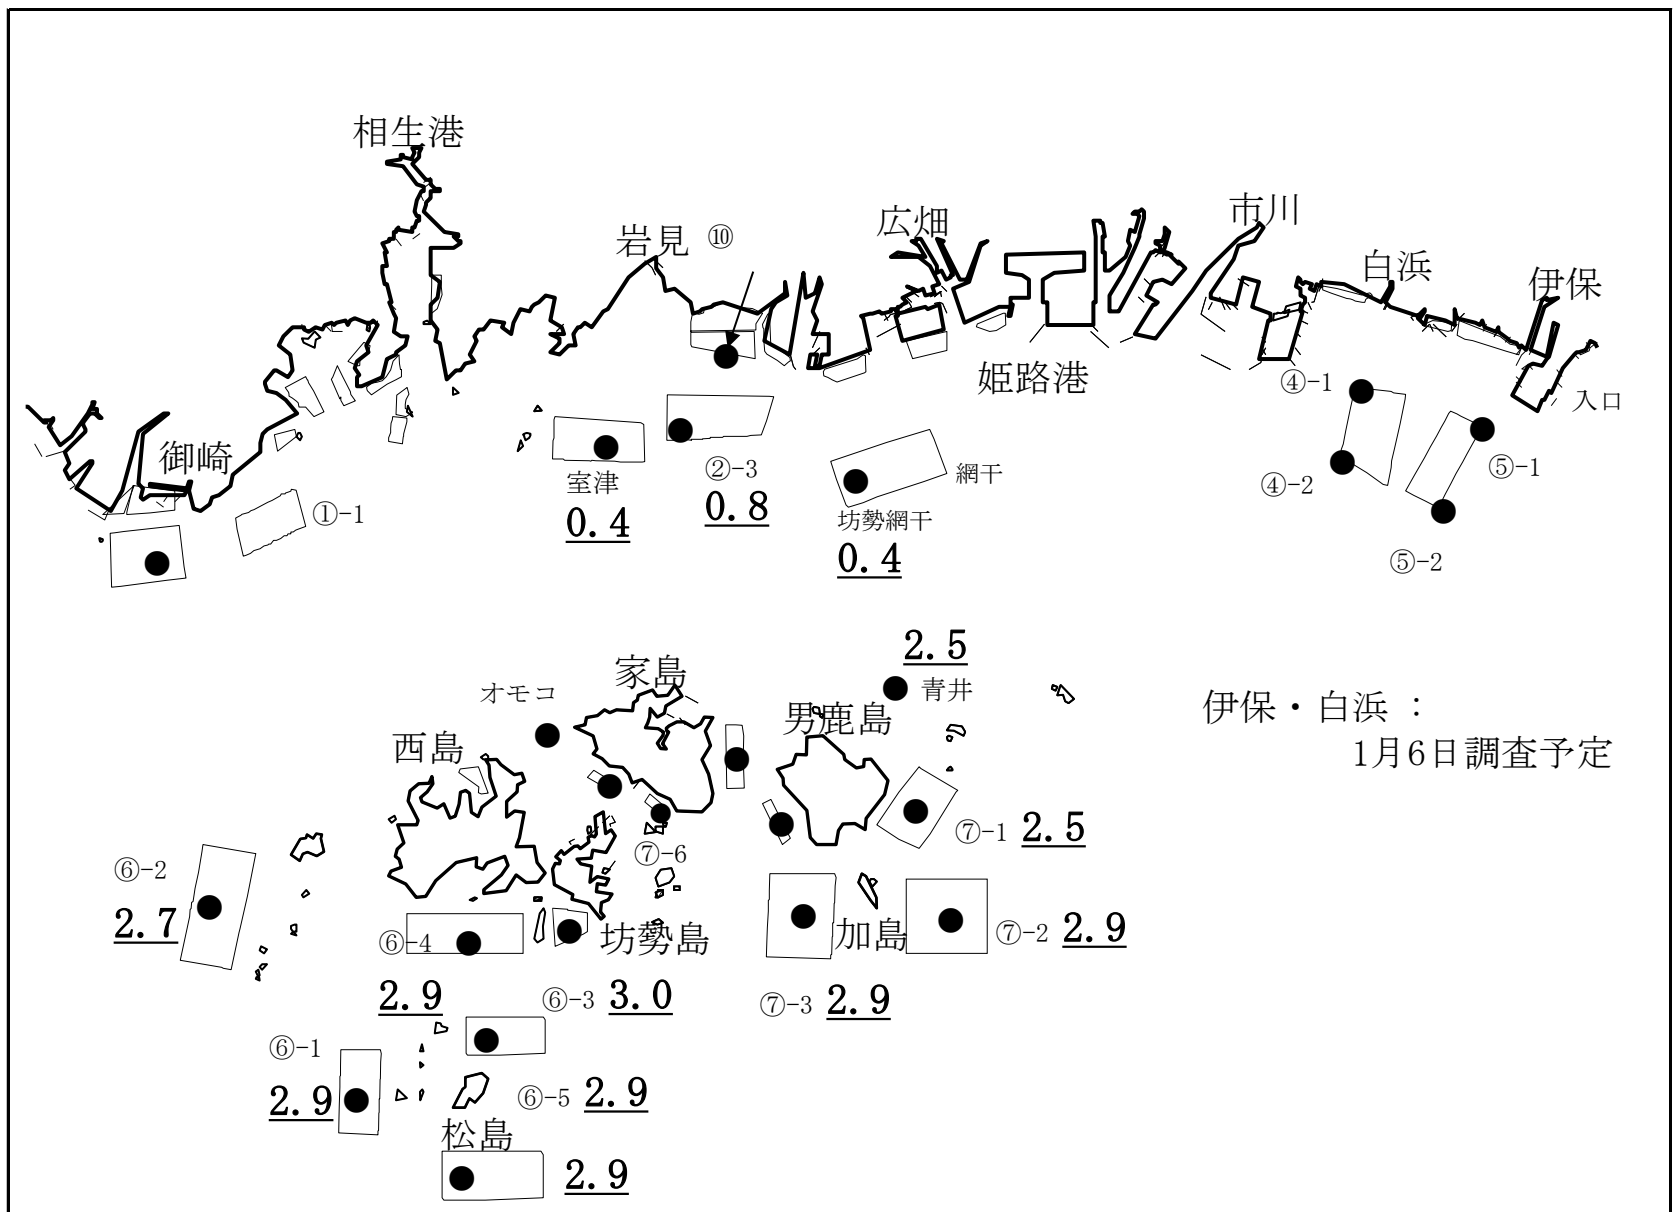 相生港
市川
広畑
岩見 ⑩
白浜
伊保
姫路港
④-1
入口
御崎
②-3
⑤-1
網干
室津
④-2
0.8
①-1
坊勢網干
0.4
0.4
⑤-2
2.5
家島
オモコ
青井
伊保・白浜 ：
男鹿島
西島
1月6日調査予定
⑦-1 2.5
⑦-6
⑥-2
2.7
⑥-4
坊勢島
加島
⑦-2 2.9
2.9
⑥-3 3.0
⑦-3 2.9
⑥-1
2.9
⑥-5 2.9
松島
2.9